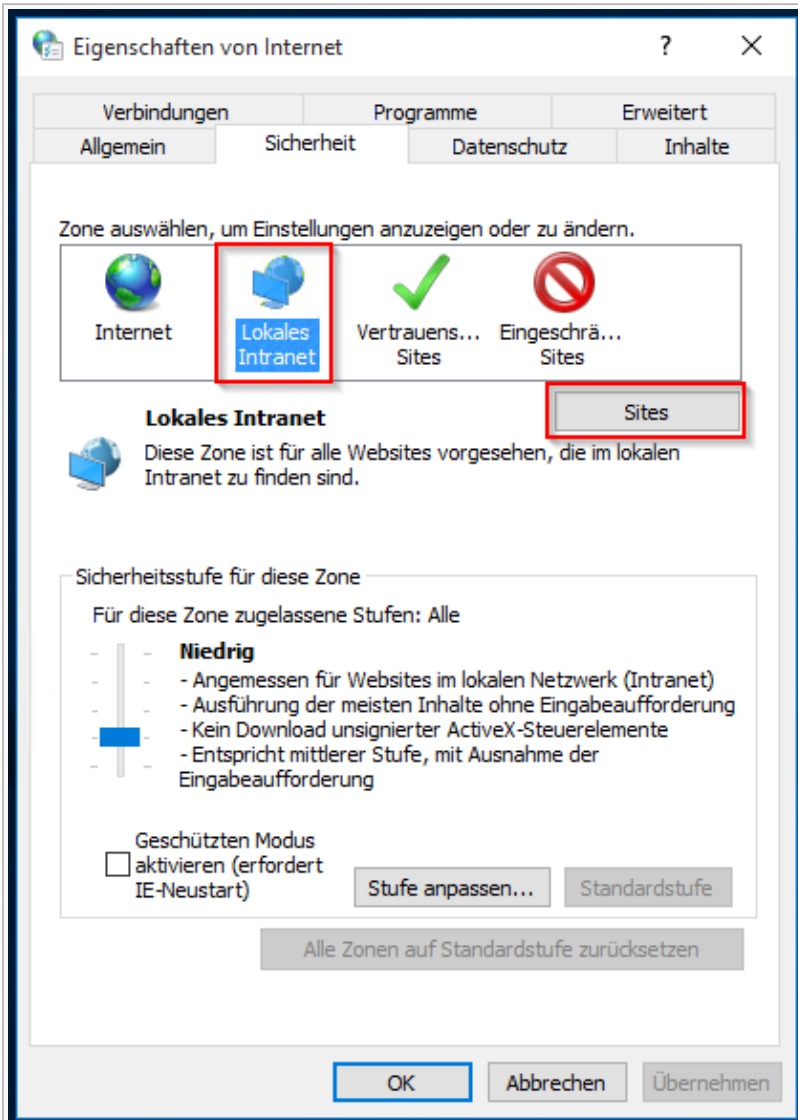 Eigenschaften von Internet
?
Verbindungen Programme Erweitert
Allgemein Sicherheit Datenschutz Inhalte
Zone auswählen, um Einstellungen anzuzeigen oder zu ändern.
Internet Lokales Vertrauens... Eingeschrä...
Intranet Sites Sites
Sites
Lokales Intranet
Diese Zone ist für alle Websites vorgesehen, die im lokalen
Intranet zu finden sind.
Sicherheitsstufe für diese Zone
Für diese Zone zugelassene Stufen: Alle
Niedrig
- Angemessen für Websites im lokalen Netzwerk (Intranet)
- Ausführung der meisten Inhalte ohne Eingabeaufforderung
- Kein Download unsignierter ActiveX-Steuerelemente
- Entspricht mittlerer Stufe, mit Ausnahme der
Eingabeaufforderung
Geschützten Modus
aktivieren (erfordert
IE-Neustart)
Stufe anpassen... Standardstufe
Alle Zonen auf Standardstufe zurücksetzen
OK Abbrechen Übernehmen